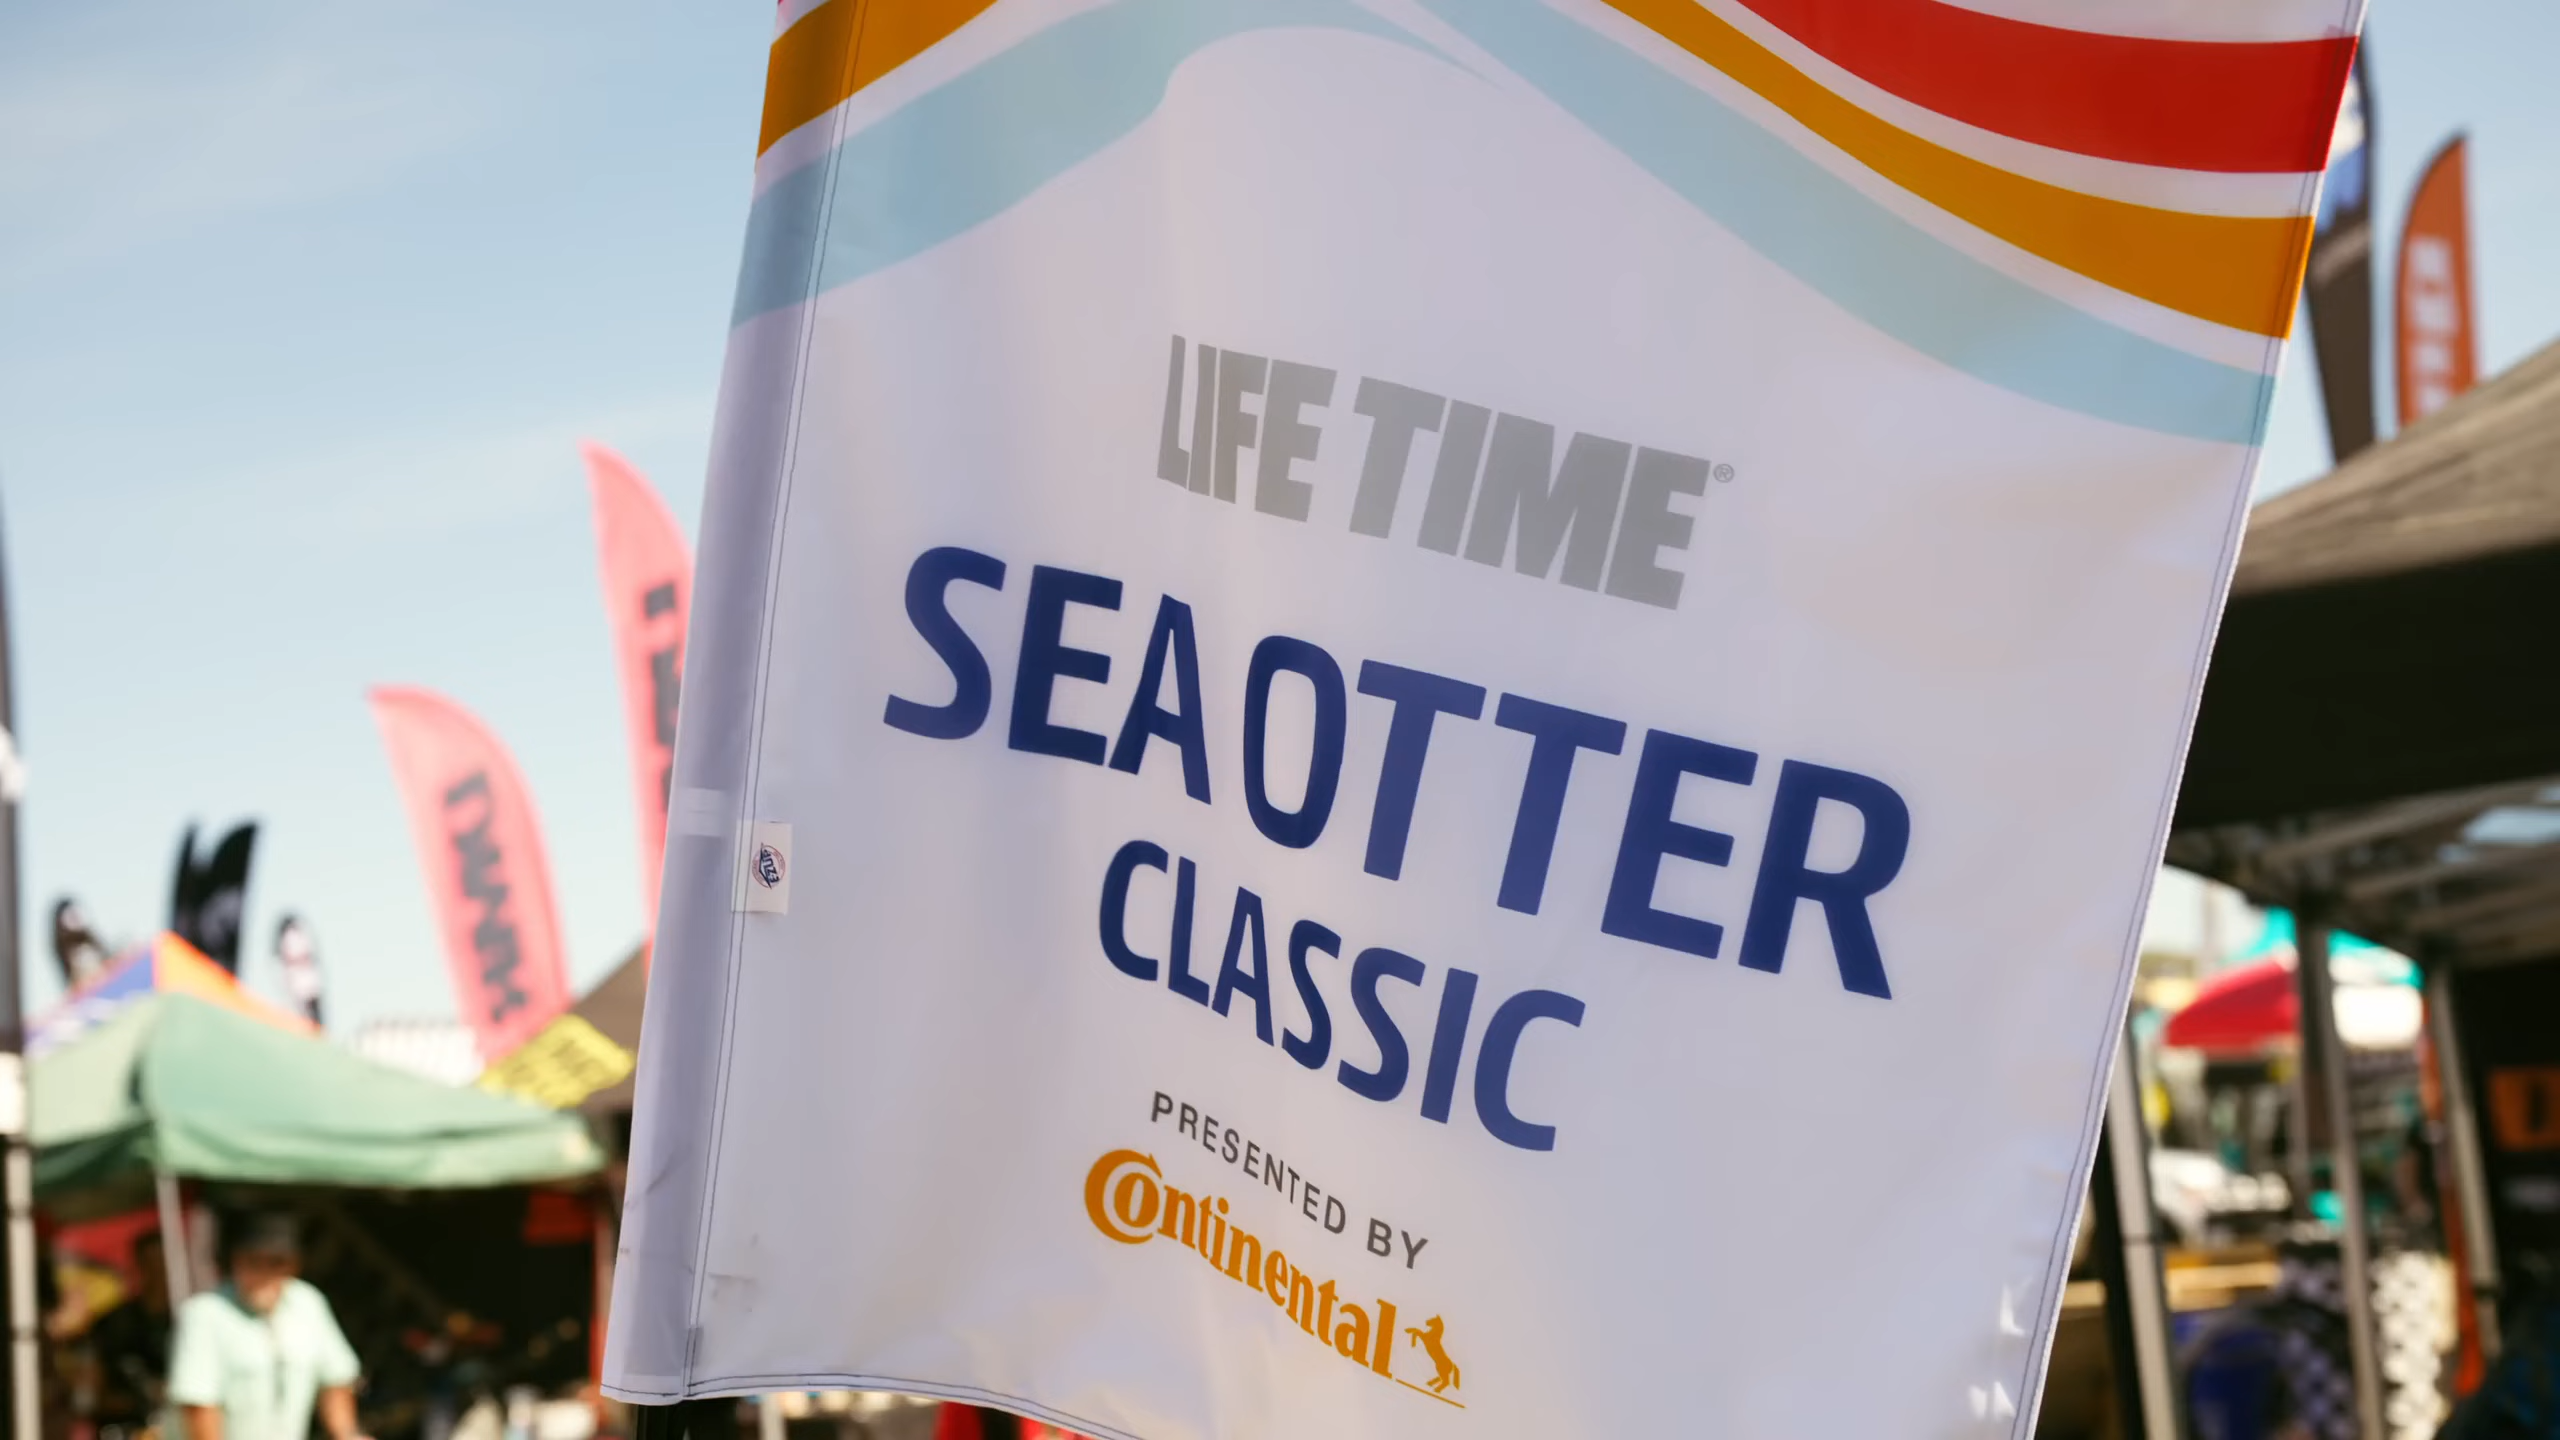 LIFE TIME®
SEA OTTER
CLASSIC
PRESENTED BY
Continental